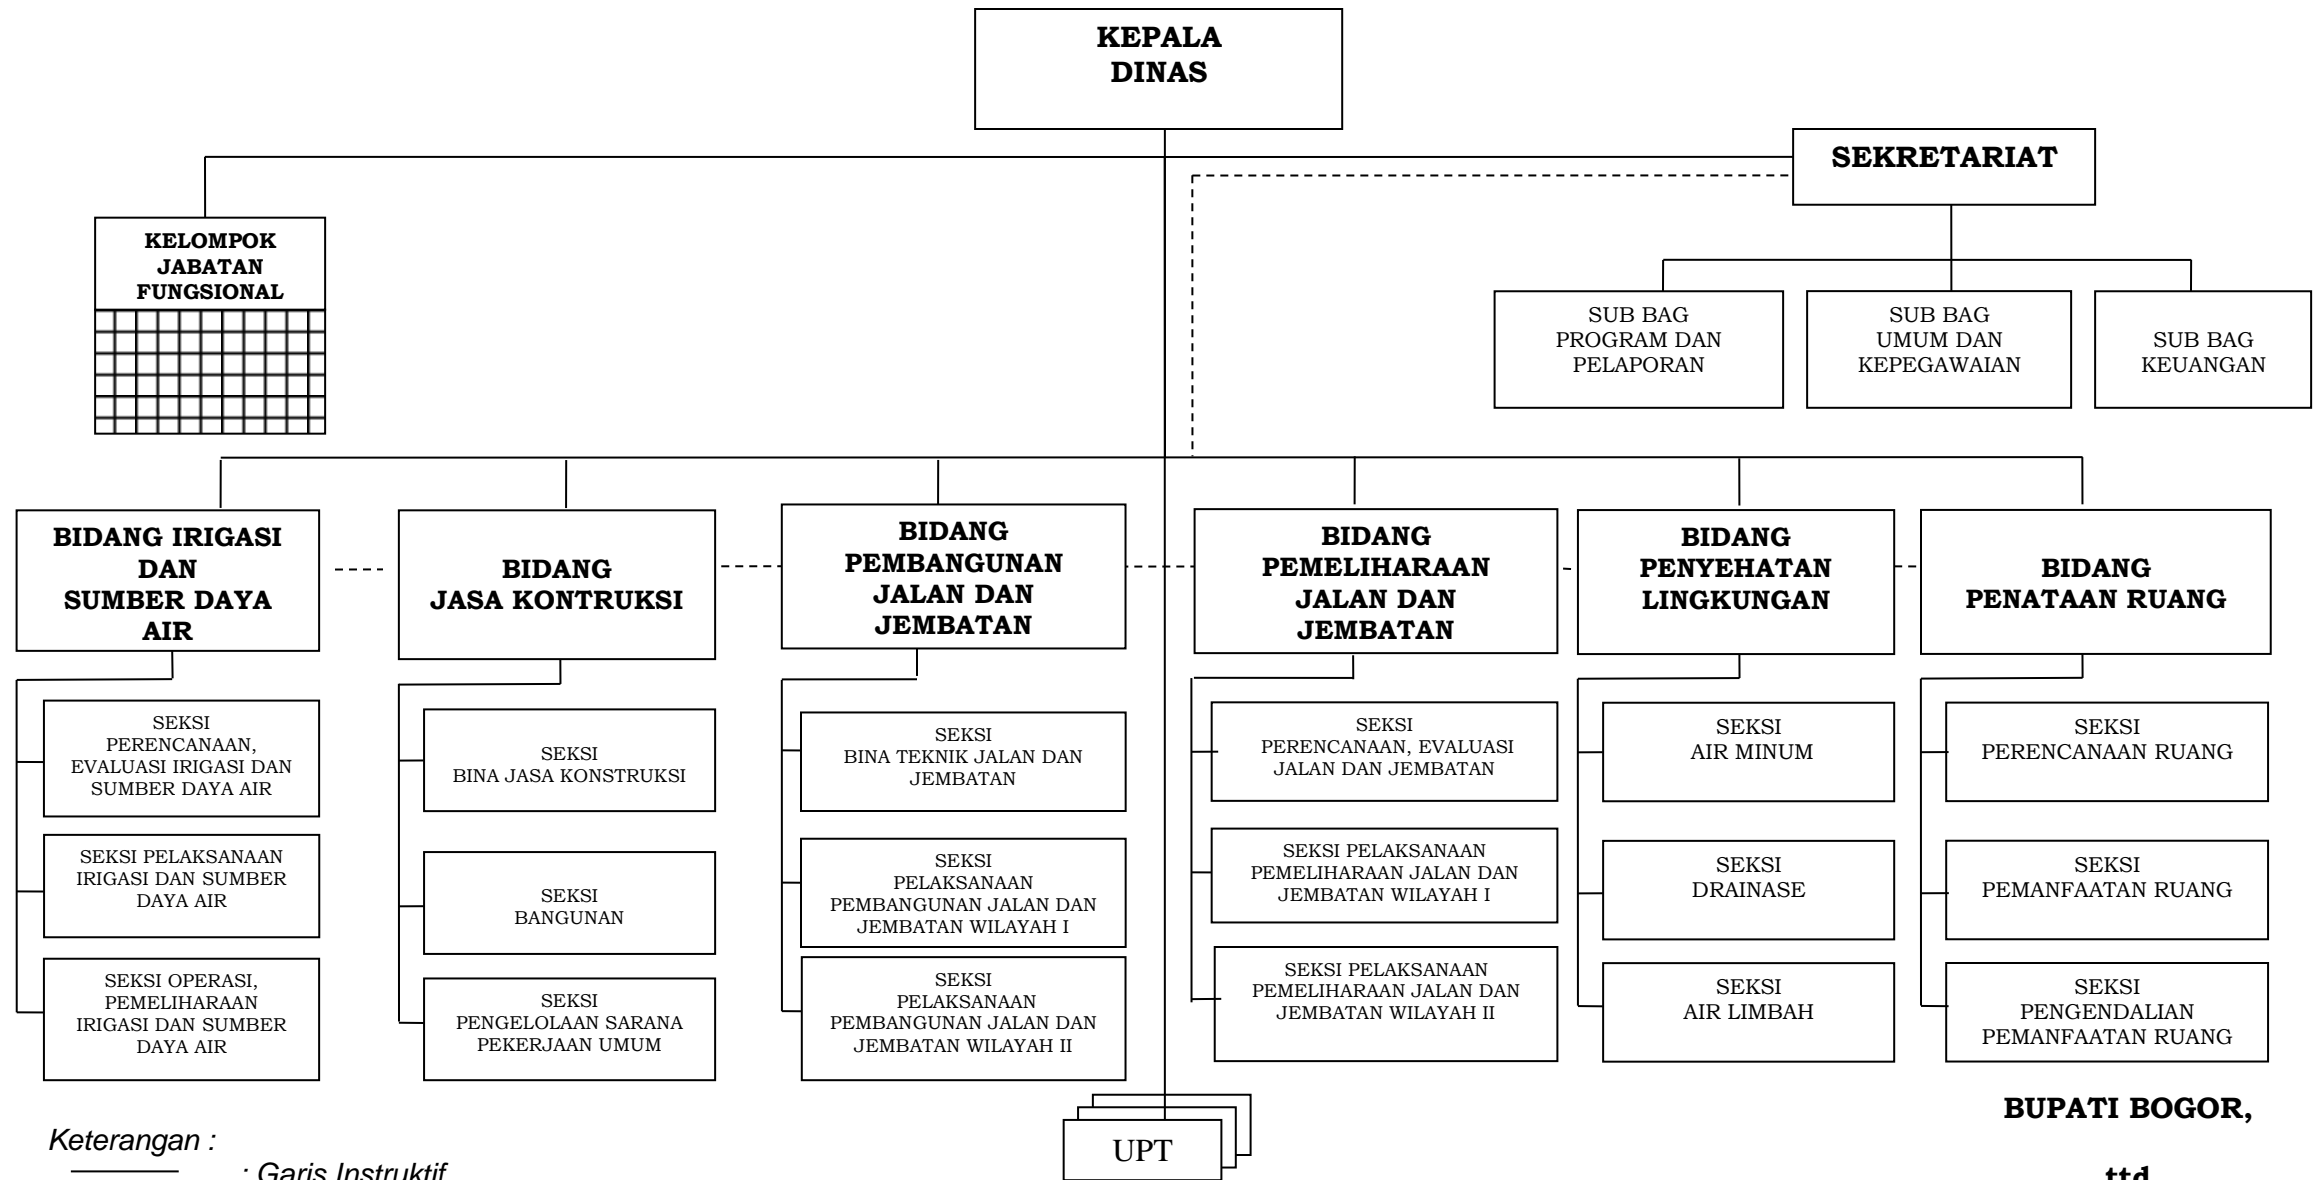 KEPALA
DINAS
SEKRETARIAT
KELOMPOK
JABATAN
FUNGSIONAL
SUB BAG
PROGRAM DAN
PELAPORAN
SUB BAG
UMUM DAN
KEPEGAWAIAN
SUB BAG
KEUANGAN
BIDANG IRIGASI
DAN
SUMBER DAYA
AIR
BIDANG
JASA KONTRUKSI
BIDANG
PEMBANGUNAN
JALAN DAN
JEMBATAN
BIDANG
PEMELIHARAAN
JALAN DAN
JEMBATAN
BIDANG
PENYEHATAN
LINGKUNGAN
BIDANG
PENATAAN RUANG
SEKSI
PERENCANAAN,
EVALUASI IRIGASI DAN
SUMBER DAYA AIR
SEKSI PELAKSANAAN
IRIGASI DAN SUMBER
DAYA AIR
SEKSI OPERASI,
PEMELIHARAAN
IRIGASI DAN SUMBER
DAYA AIR
SEKSI
BINA JASA KONSTRUKSI
SEKSI
BANGUNAN
SEKSI
PENGELOLAAN SARANA
PEKERJAAN UMUM
SEKSI
BINA TEKNIK JALAN DAN
JEMBATAN
SEKSI
PELAKSANAAN
PEMBANGUNAN JALAN DAN
JEMBATAN WILAYAH I
SEKSI
PELAKSANAAN
PEMBANGUNAN JALAN DAN
JEMBATAN WILAYAH II
SEKSI
PERENCANAAN, EVALUASI
JALAN DAN JEMBATAN
SEKSI PELAKSANAAN
PEMELIHARAAN JALAN DAN
JEMBATAN WILAYAH I
SEKSI PELAKSANAAN
PEMELIHARAAN JALAN DAN
JEMBATAN WILAYAH II
SEKSI
AIR MINUM
SEKSI
DRAINASE
SEKSI
AIR LIMBAH
SEKSI
PERENCANAAN RUANG
SEKSI
PEMANFAATAN RUANG
SEKSI
PENGENDALIAN
PEMANFAATAN RUANG
UPT
BUPATI BOGOR,
ttd
Keterangan :
: Garis Instruktif